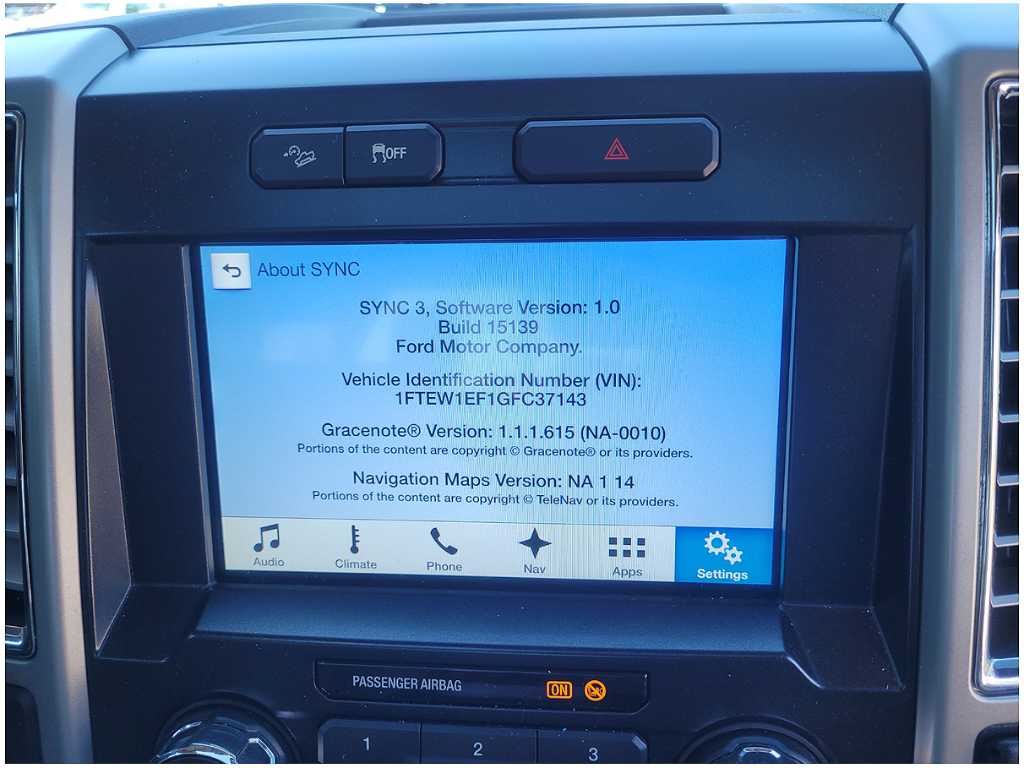 OFF
About SYNC
SYNC 3, Software Version: 1.0
Build 15139
Ford Motor Company.
Vehicle Identification Number (VIN):
1FTEW1EF1GFC37143
Gracenote® Version: 1.1.1.615 (NA-0010)
Portions of the content are copyright © Gracenote® or its providers.
Navigation Maps Version: NA 1 14
Portions of the content are copyright © TeleNav or its providers.
Audio Climate Phone Nav Apps Settings
PASSENGER AIRBAG ON
1 2 3